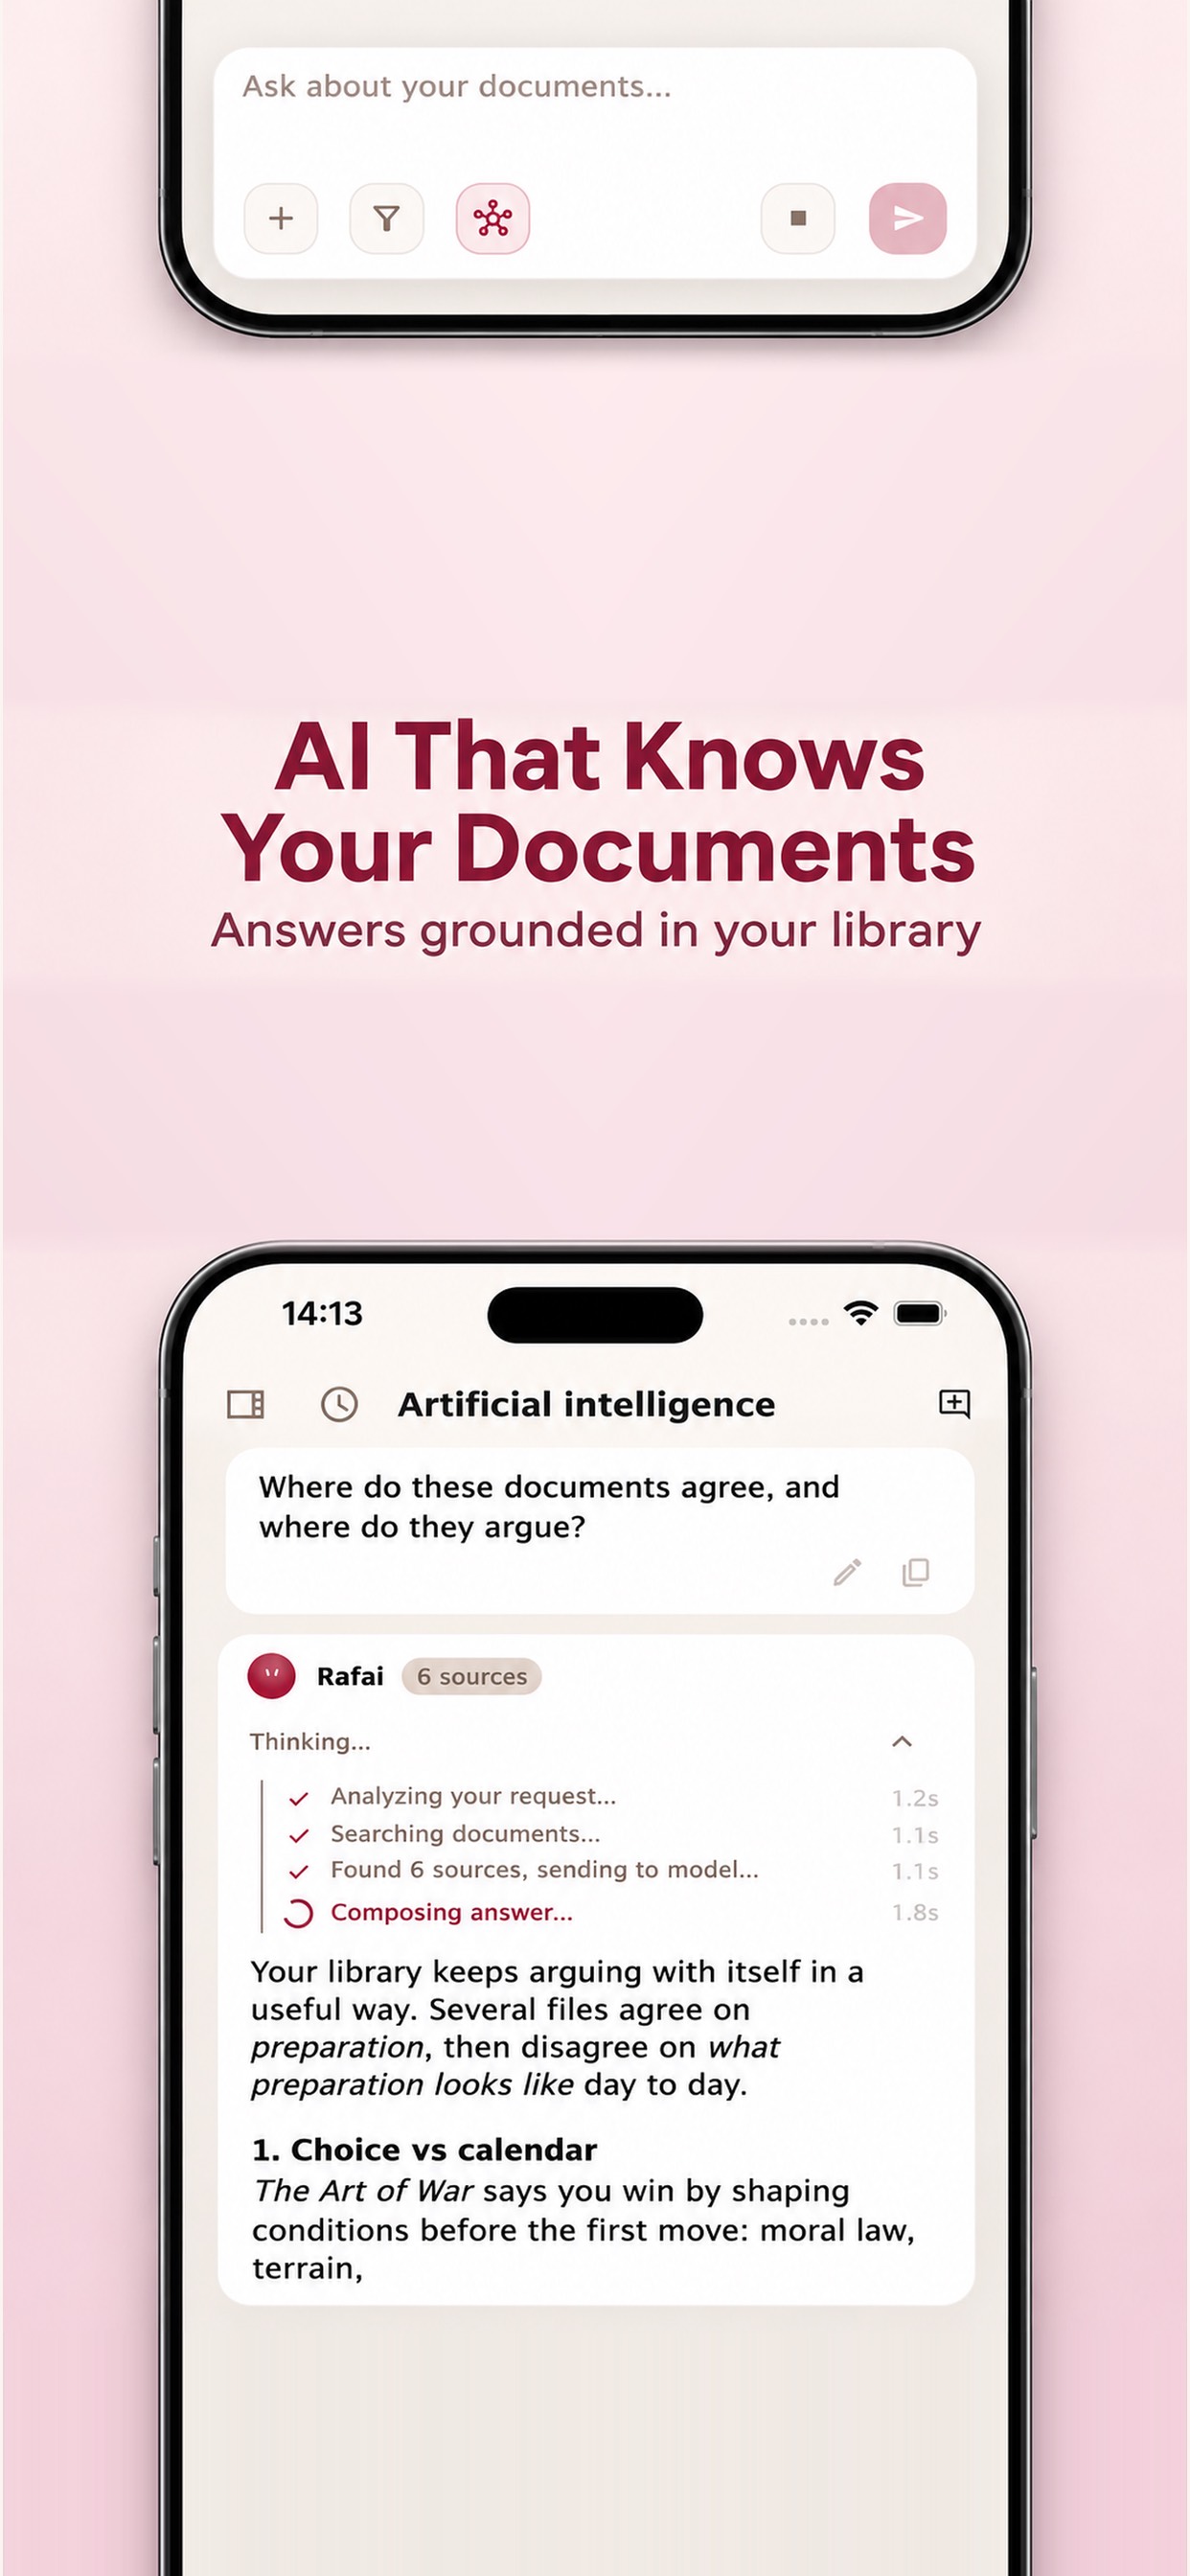 Ask about your documents...
AI That Knows
Your Documents
Answers grounded in your library
14:13
Artificial intelligence
Where do these documents agree, and
where do they argue?
Rafai 6 sources
Thinking...
Analyzing your request... 1.2s
Searching documents... 1.1s
Found 6 sources, sending to model... 1.1s
Composing answer... 1.8s
Your library keeps arguing with itself in a
useful way. Several files agree on
preparation, then disagree on what
preparation looks like day to day.
1. Choice vs calendar
The Art of War says you win by shaping
conditions before the first move: moral law,
terrain,